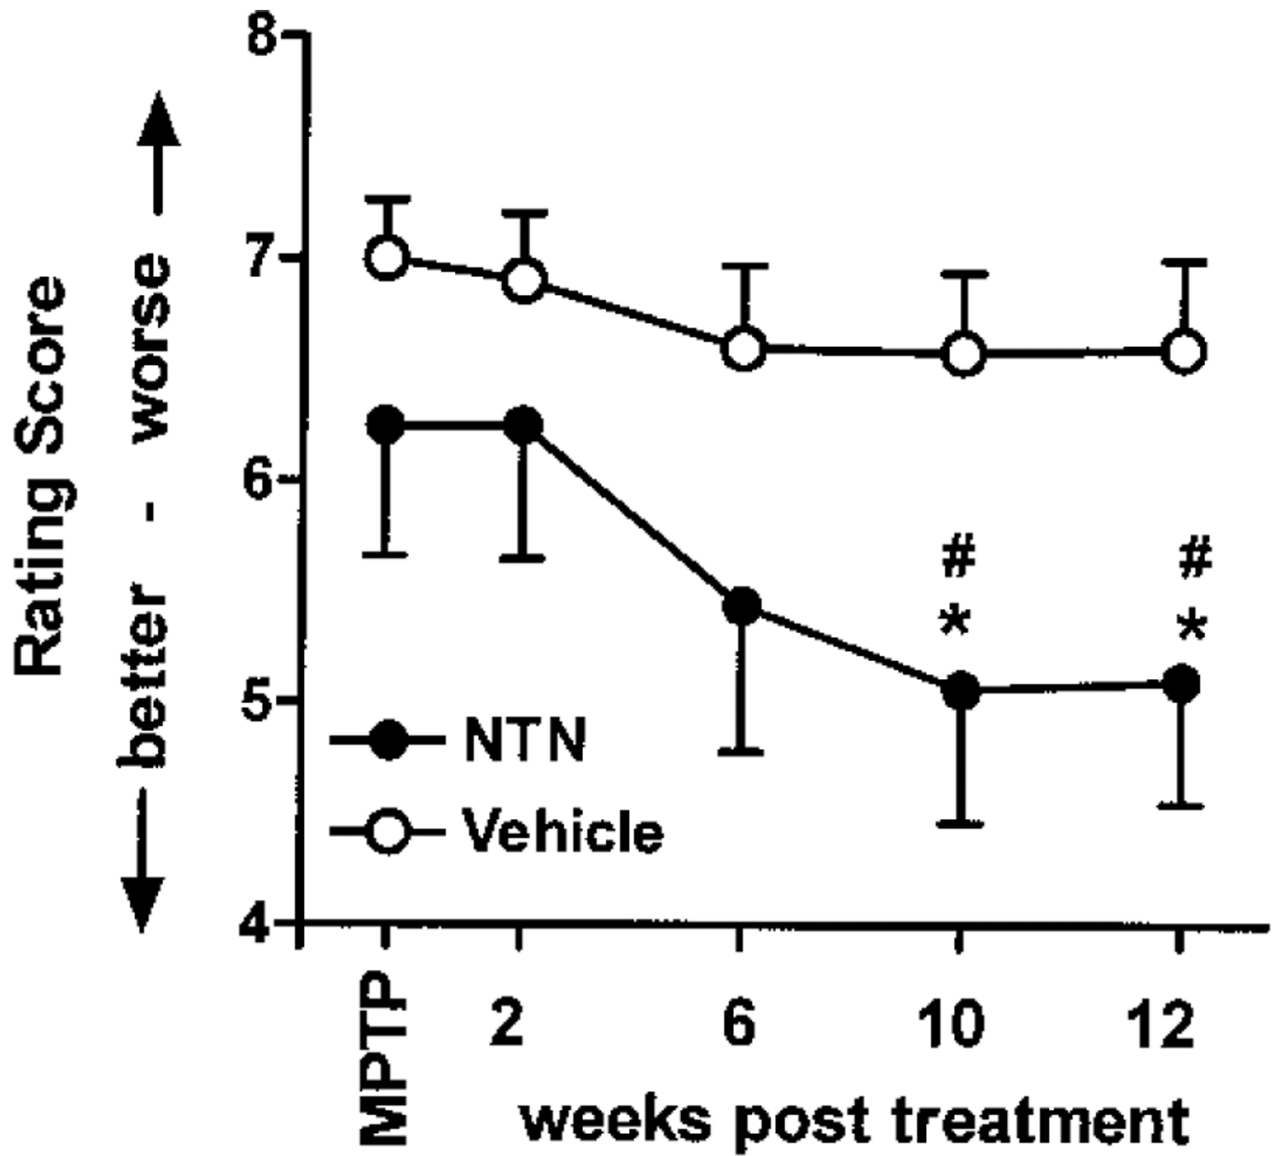 Rating Score
better - worse
8
7
6
5
4
# #
* *
NTN
Vehicle
MPTP 2 6 10 12
weeks post treatment